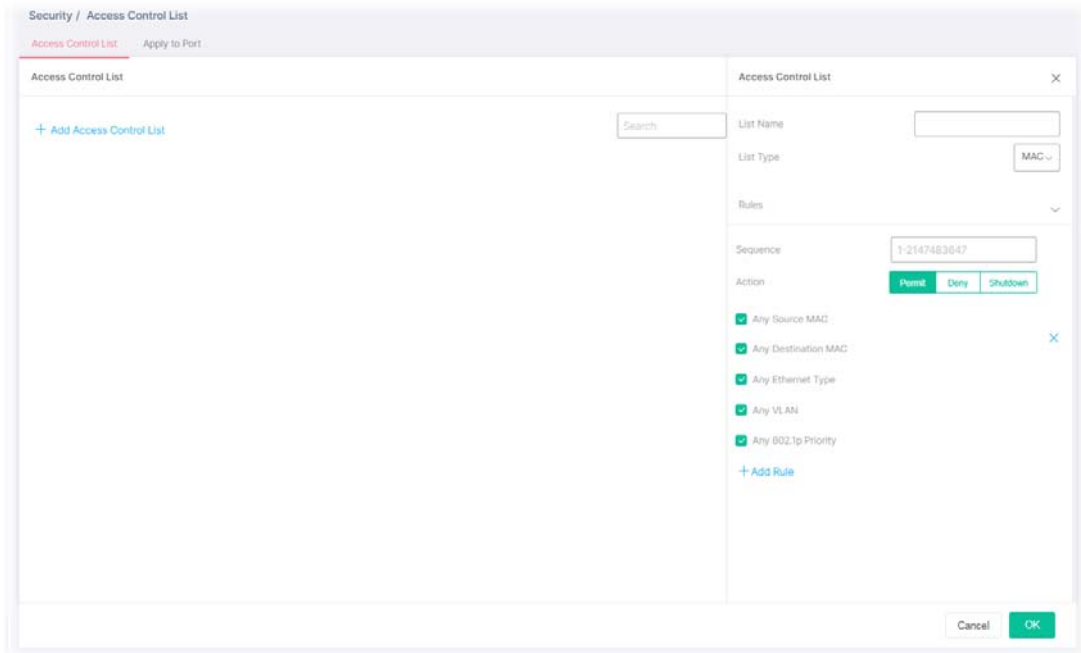 Security / Access Control List
Access Control List Apply to Port
Access Control List
+ Add Access Control List
Search
Access Control List
List Name
List Type MAC
Rules
Sequence 1-2147483647
Action Permit Deny Shutdown
Any Source MAC
Any Destination MAC
Any Ethernet Type
Any VLAN
Any 802.1p Priority
+ Add Rule
Cancel OK